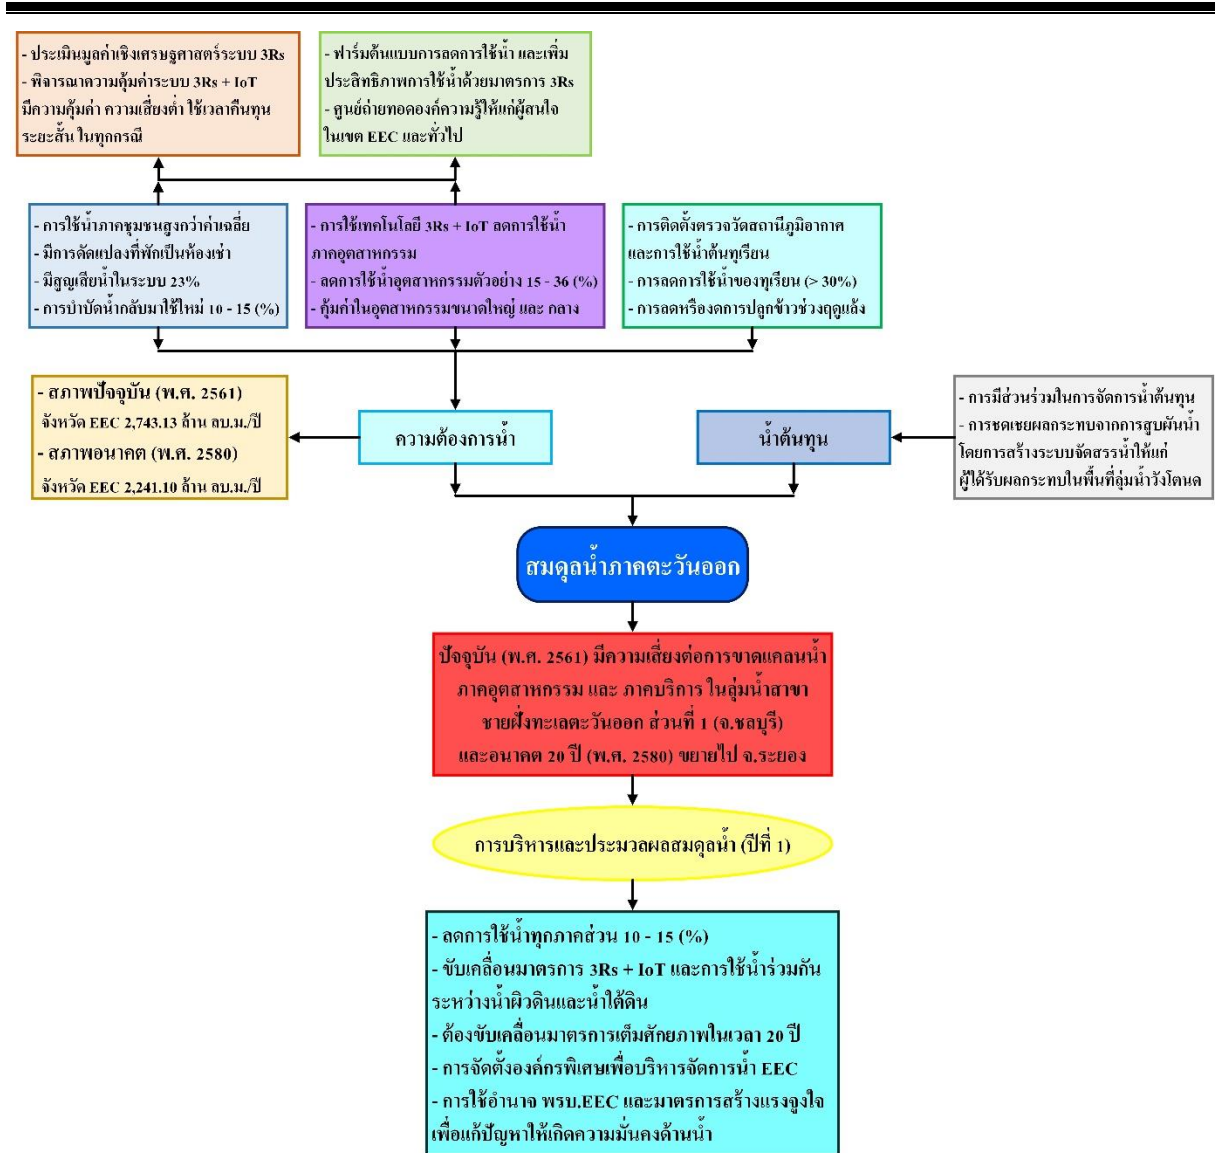 - ประเมินมูลค่าเชิงเศรษฐศาสตร์ระบบ 3Rs
- พิจารณาความคุ้มค่าระบบ 3Rs + IoT
มีความคุ้มค่า ความเสี่ยงต่ำ ใช้เวลาคืนทุน
ระยะสั้น ในทุกกรณี
- ฟาร์มต้นแบบการลดการใช้น้ำ และเพิ่ม
ประสิทธิภาพการใช้น้ำด้วยมาตรการ 3Rs
- ศูนย์ถ่ายทอดองค์ความรู้ให้แก่ผู้สนใจ
ในเขต EEC และทั่วไป
- การใช้น้ำภาคชุมชนสูงกว่าค่าเฉลี่ย
- มีการดัดแปลงที่พักเป็นห้องเช่า
- มีสูญเสียน้ำในระบบ 23%
- การบำบัดน้ำกลับมาใช้ใหม่ 10 - 15 (%)
- การใช้เทคโนโลยี 3Rs + IoT ลดการใช้น้ำ
ภาคอุตสาหกรรม
- ลดการใช้น้ำอุตสาหกรรมตัวอย่าง 15 - 36 (%)
- คุ้มค่าในอุตสาหกรรมขนาดใหญ่ และ กลาง
- การติดตั้งตรวจวัดสถานีภูมิอากาศ
และการใช้น้ำต้นทุเรียน
- การลดการใช้น้ำของทุเรียน (> 30%)
- การลดหรืองดการปลูกข้าวช่วงฤดูแล้ง
- สภาพปัจจุบัน (พ.ศ. 2561)
จังหวัด EEC 2,743.13 ล้าน ลบ.ม./ปี
- สภาพอนาคต (พ.ศ. 2580)
จังหวัด EEC 2,241.10 ล้าน ลบ.ม./ปี
ความต้องการน้ำ
น้ำต้นทุน
- การมีส่วนร่วมในการจัดการน้ำต้นทุน
- การชดเชยผลกระทบจากการสูบผันน้ำ
โดยการสร้างระบบจัดสรรน้ำให้แก่
ผู้ได้รับผลกระทบในพื้นที่ลุ่มน้ำวังโตนด
สมดุลน้ำภาคตะวันออก
ปัจจุบัน (พ.ศ. 2561) มีความเสี่ยงต่อการขาดแคลนน้ำ
ภาคอุตสาหกรรม และ ภาคบริการ ในลุ่มน้ำสาขา
ชายฝั่งทะเลตะวันออก ส่วนที่ 1 (จ.ชลบุรี)
และอนาคต 20 ปี (พ.ศ. 2580) ขยายไป จ.ระยอง
การบริหารและประมวลผลสมดุลน้ำ (ปีที่ 1)
- ลดการใช้น้ำทุกภาคส่วน 10 - 15 (%)
- ขับเคลื่อนมาตรการ 3Rs + IoT และการใช้น้ำร่วมกัน
ระหว่างน้ำผิวดินและน้ำใต้ดิน
- ต้องขับเคลื่อนมาตรการเต็มศักยภาพในเวลา 20 ปี
- การจัดตั้งองค์กรพิเศษเพื่อบริหารจัดการน้ำ EEC
- การใช้อำนาจ พรบ.EEC และมาตรการสร้างแรงจูงใจ
เพื่อแก้ปัญหาให้เกิดความมั่นคงด้านน้ำ